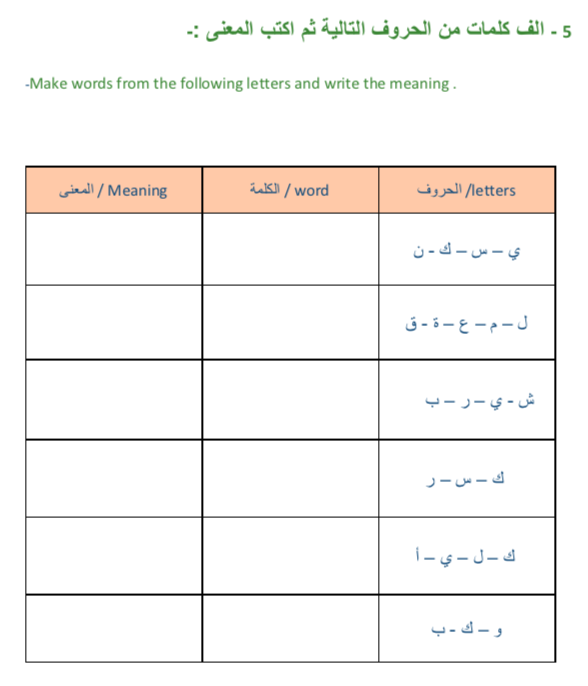 5 - الف كلمات من الحروف التالية ثم اكتب المعنى :-
-Make words from the following letters and write the meaning .
الحروف /letters
الكلمة / word
المعنى / Meaning
ي – س – ك - ن
ل – م – ع – ة - ق
ش - ي – ر – ب
ك – س – ر
ك – ل – ي – أ
و – ك - ب